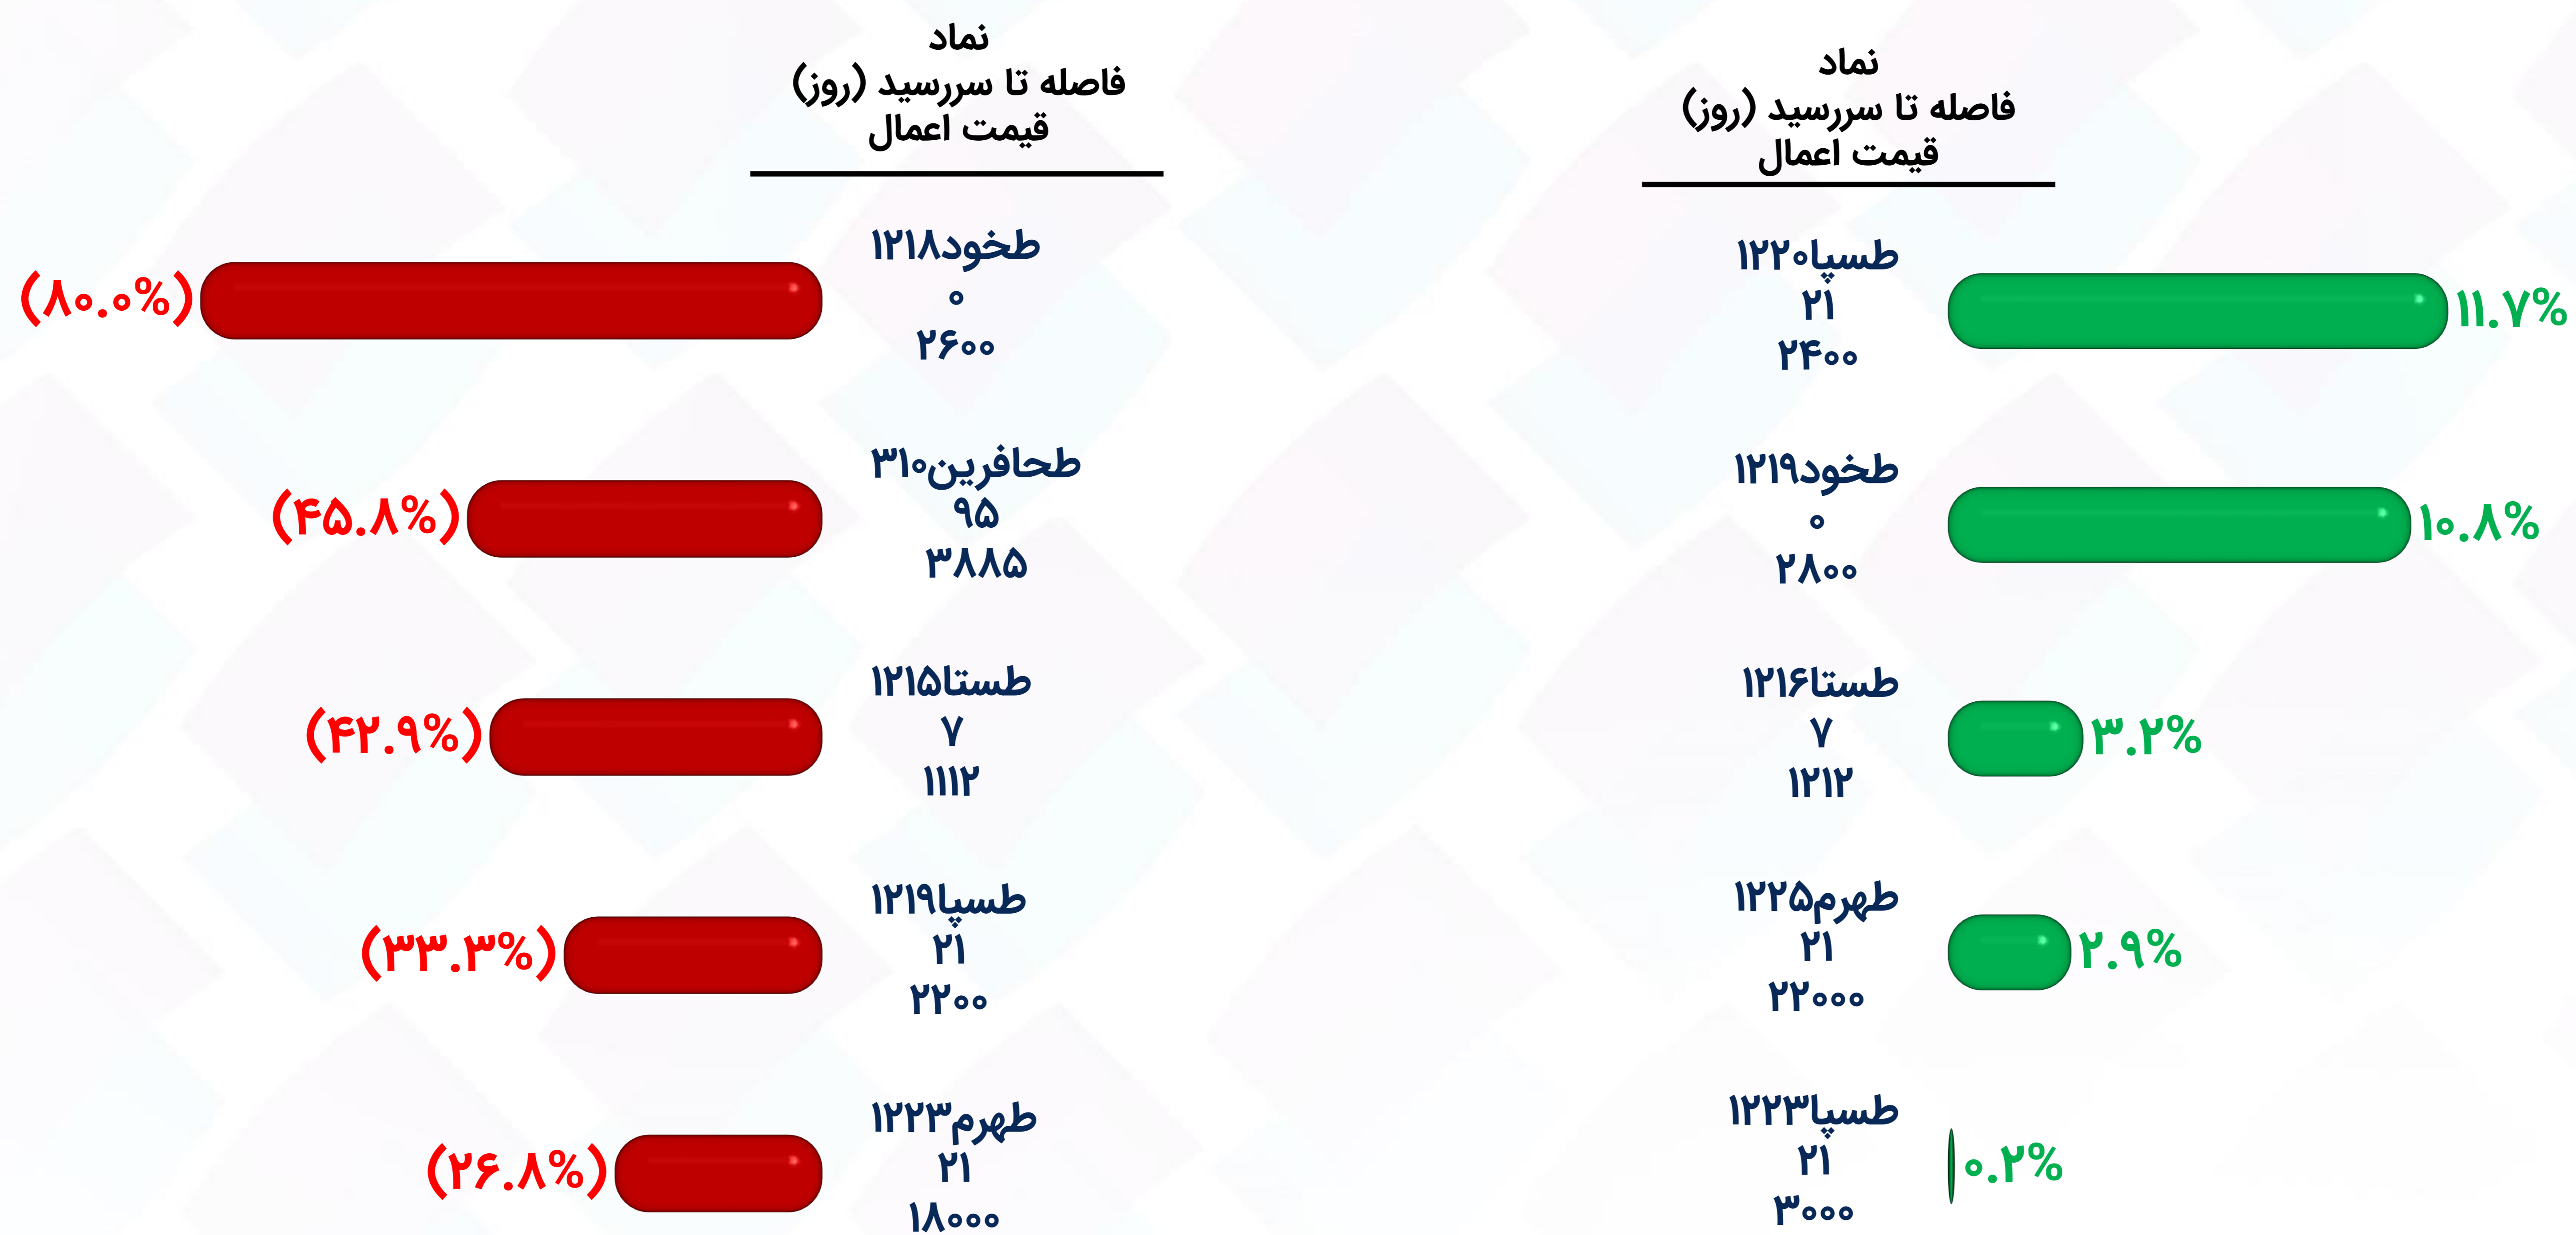 نماد
فاصله تا سررسید (روز)
قیمت اعمال
طسپا۱۲۲۰
۲۱
۲۴۰۰
۱۱.۷%
طخود۱۲۱۹
۰
۲۸۰۰
۱۰.۸%
طستا۱۲۱۶
۷
۱۲۱۲
۳.۲%
طهرم۱۲۲۵
۲۱
۲۲۰۰۰
۲.۹%
طسپا۱۲۲۳
۲۱
۳۰۰۰
۰.۲%
نماد
فاصله تا سررسید (روز)
قیمت اعمال
طخود۱۲۱۸
۰
۲۶۰۰
(۸۰.۰%)
طحافرین۳۱۰
۹۵
۳۸۸۵
(۴۵.۸%)
طستا۱۲۱۵
۷
۱۱۱۲
(۴۲.۹%)
طسپا۱۲۱۹
۲۱
۲۲۰۰
(۳۳.۳%)
طهرم۱۲۲۳
۲۱
۱۸۰۰۰
(۲۶.۸%)